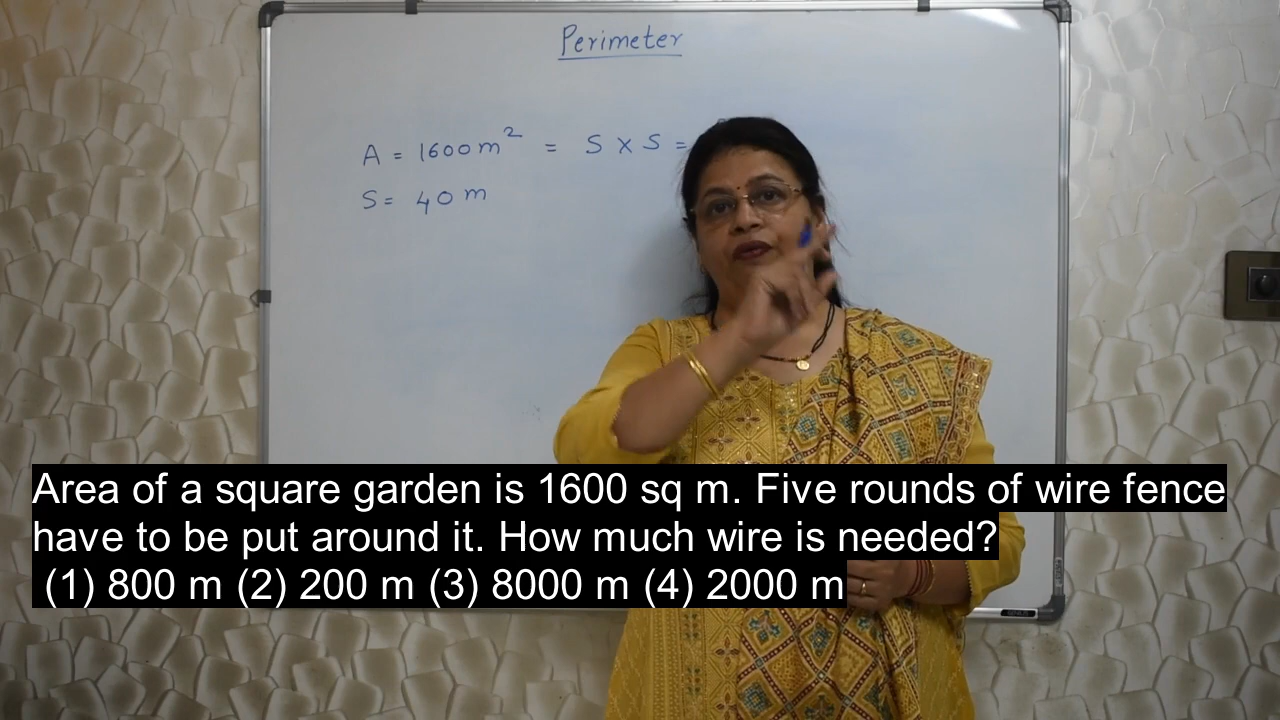 Perimeter
A = 1600 m² = S × S =
S = 40 m
Area of a square garden is 1600 sq m. Five rounds of wire fence
have to be put around it. How much wire is needed?
(1) 800 m (2) 200 m (3) 8000 m (4) 2000 m